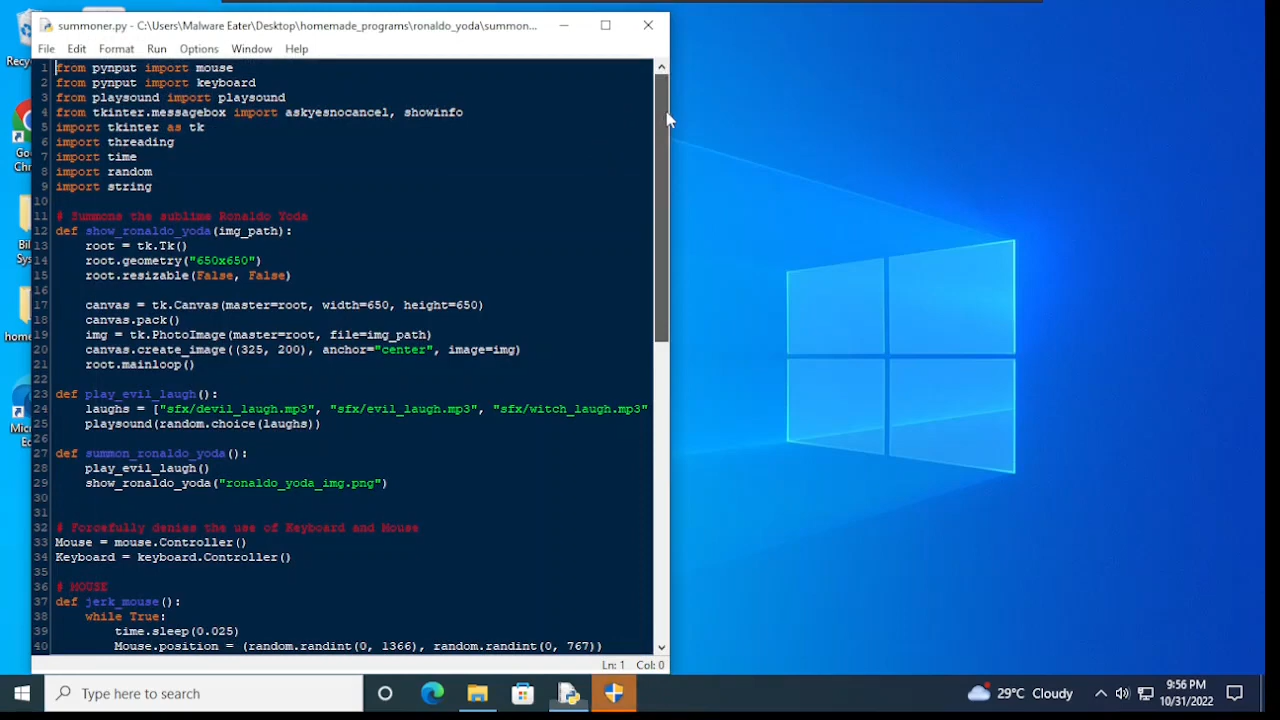 summoner.py - C:\Users\Malware Eater\Desktop\homemade_programs\ronaldo_yoda\summon...
File Edit Format Run Options Window Help
1 from pynput import mouse
2 from pynput import keyboard
3 from playsound import playsound
4 from tkinter.messagebox import askyesnocancel, showinfo
5 import tkinter as tk
6 import threading
7 import time
8 import random
9 import string
10
11 # Summons the sublime Ronaldo Yoda
12 def show_ronaldo_yoda(img_path):
13     root = tk.Tk()
14     root.geometry("650x650")
15     root.resizable(False, False)
16
17     canvas = tk.Canvas(master=root, width=650, height=650)
18     canvas.pack()
19     img = tk.PhotoImage(master=root, file=img_path)
20     canvas.create_image((325, 200), anchor="center", image=img)
21     root.mainloop()
22
23 def play_evil_laugh():
24     laughs = ["sfx/devil_laugh.mp3", "sfx/evil_laugh.mp3", "sfx/witch_laugh.mp3"
25     playsound(random.choice(laughs))
26
27 def summon_ronaldo_yoda():
28     play_evil_laugh()
29     show_ronaldo_yoda("ronaldo_yoda_img.png")
30
31
32 # Forcefully denies the use of Keyboard and Mouse
33 Mouse = mouse.Controller()
34 Keyboard = keyboard.Controller()
35
36 # MOUSE
37 def jerk_mouse():
38     while True:
39         time.sleep(0.025)
40         Mouse.position = (random.randint(0, 1366), random.randint(0, 767))
Ln: 1 Col: 0
Recy
Go
Chr
Bil
Sys
home
Mic
Ed
Type here to search
29°C Cloudy
9:56 PM
10/31/2022